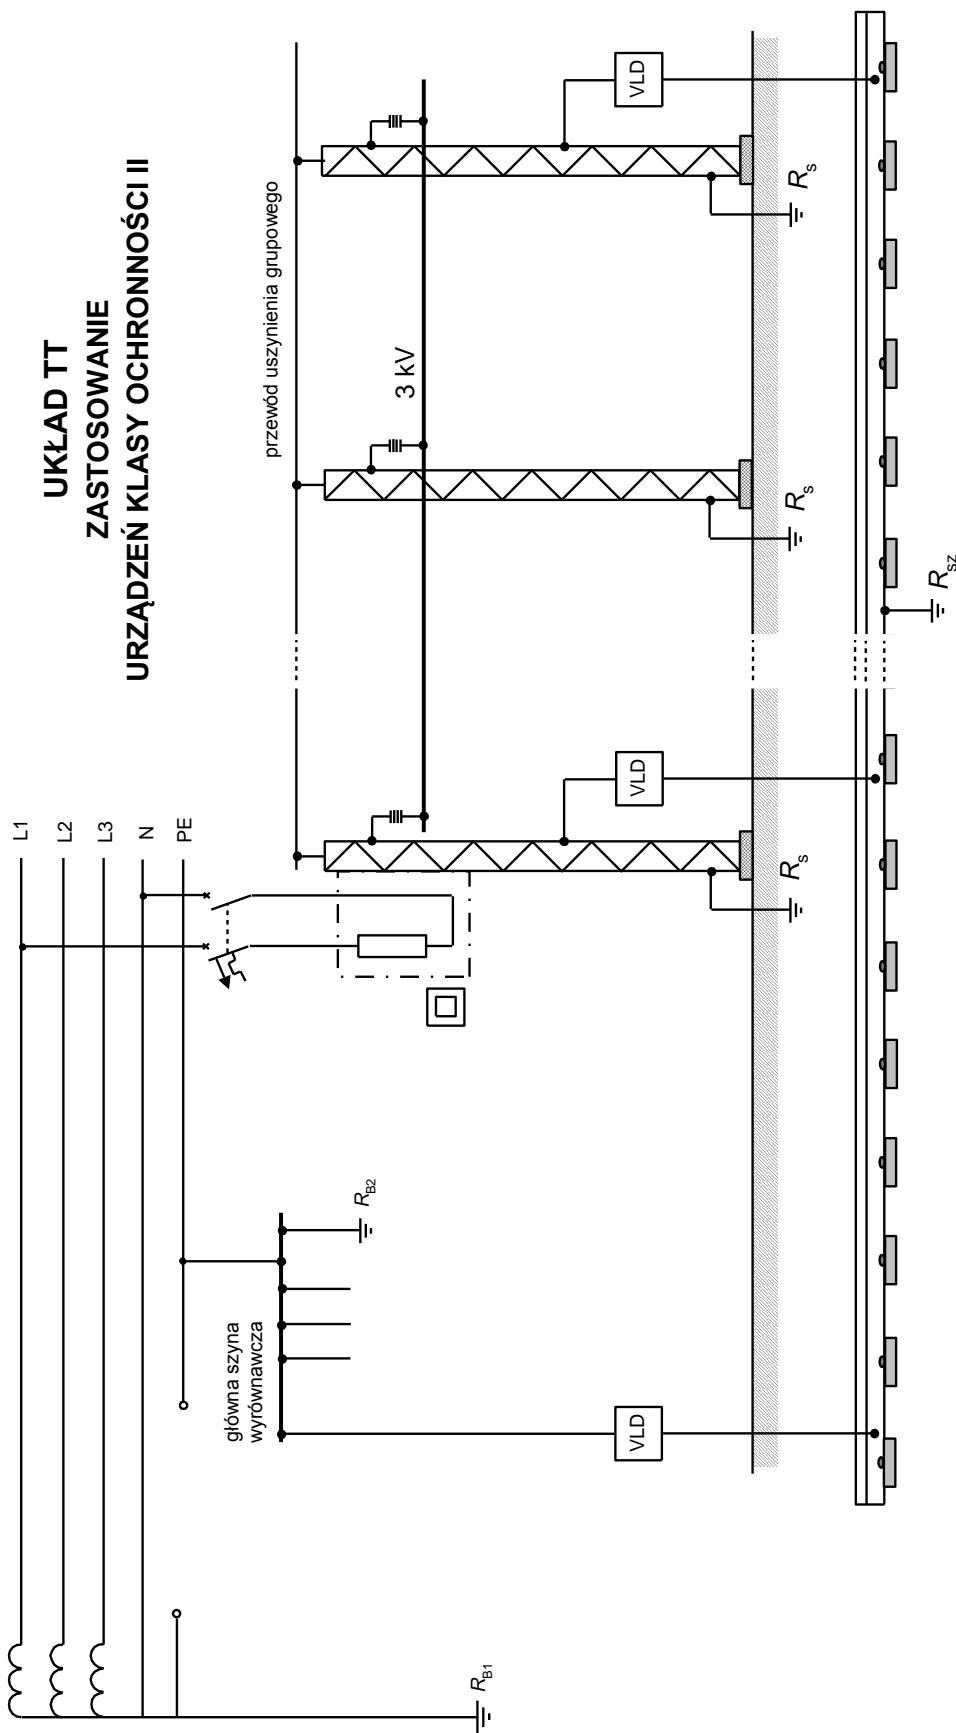 UKŁAD TT
ZASTOSOWANIE
URZĄDZEŃ KLASY OCHRONNOŚCI II
L1
L2
L3
N
PE
przewód uszynienia grupowego
3 kV
główna szyna
wyrównawcza
R_B1
R_B2
VLD
VLD
VLD
R_s
R_s
R_s
R_sz